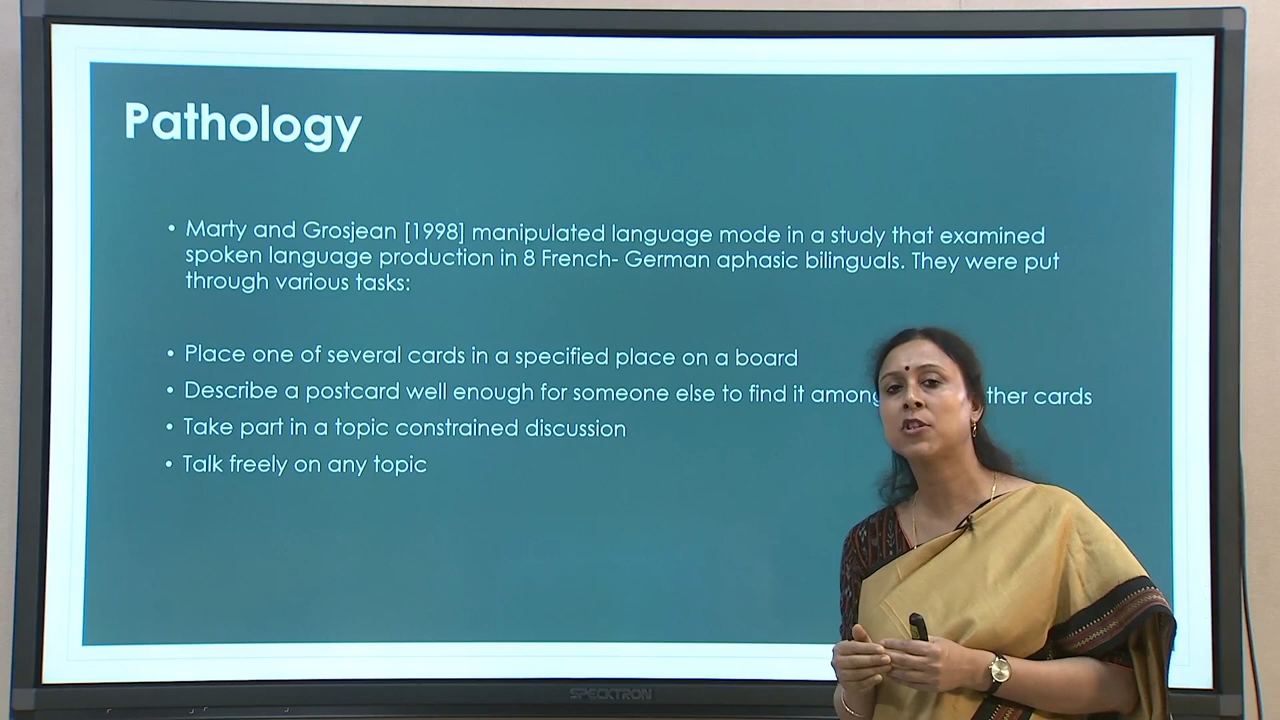 Pathology
• Marty and Grosjean [1998] manipulated language mode in a study that examined
spoken language production in 8 French- German aphasic bilinguals. They were put
through various tasks:
• Place one of several cards in a specified place on a board
• Describe a postcard well enough for someone else to find it among ther cards
• Take part in a topic constrained discussion
• Talk freely on any topic
SPECKTRON